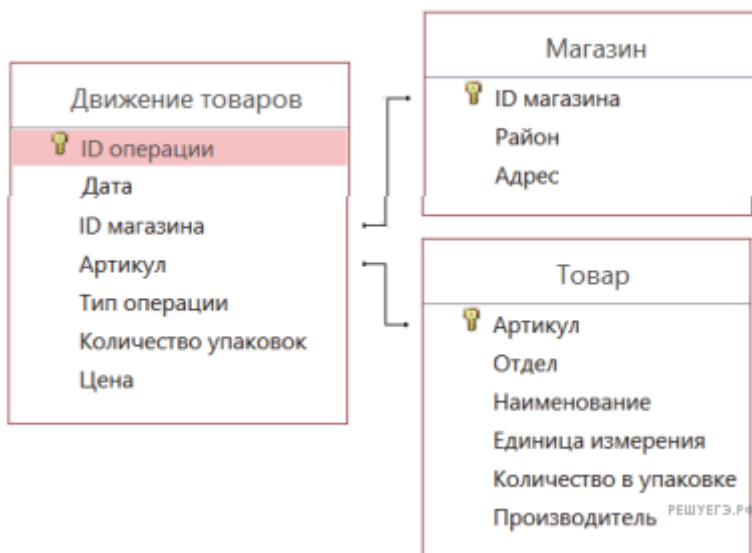 Движение товаров
ID операции
Дата
ID магазина
Артикул
Тип операции
Количество упаковок
Цена
Магазин
ID магазина
Район
Адрес
Товар
Артикул
Отдел
Наименование
Единица измерения
Количество в упаковке
Производитель
РЕШУЕГЭ.РФ